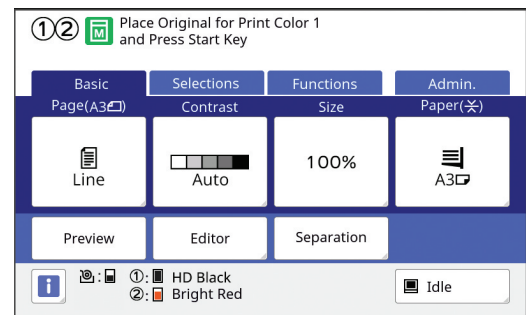 ①② M Place Original for Print Color 1
and Press Start Key
Basic Selections Functions Admin.
Page(A3) Contrast Size Paper(⚹)
Line Auto 100% A3
Preview Editor Separation
i : ①: HD Black
②: Bright Red
Idle